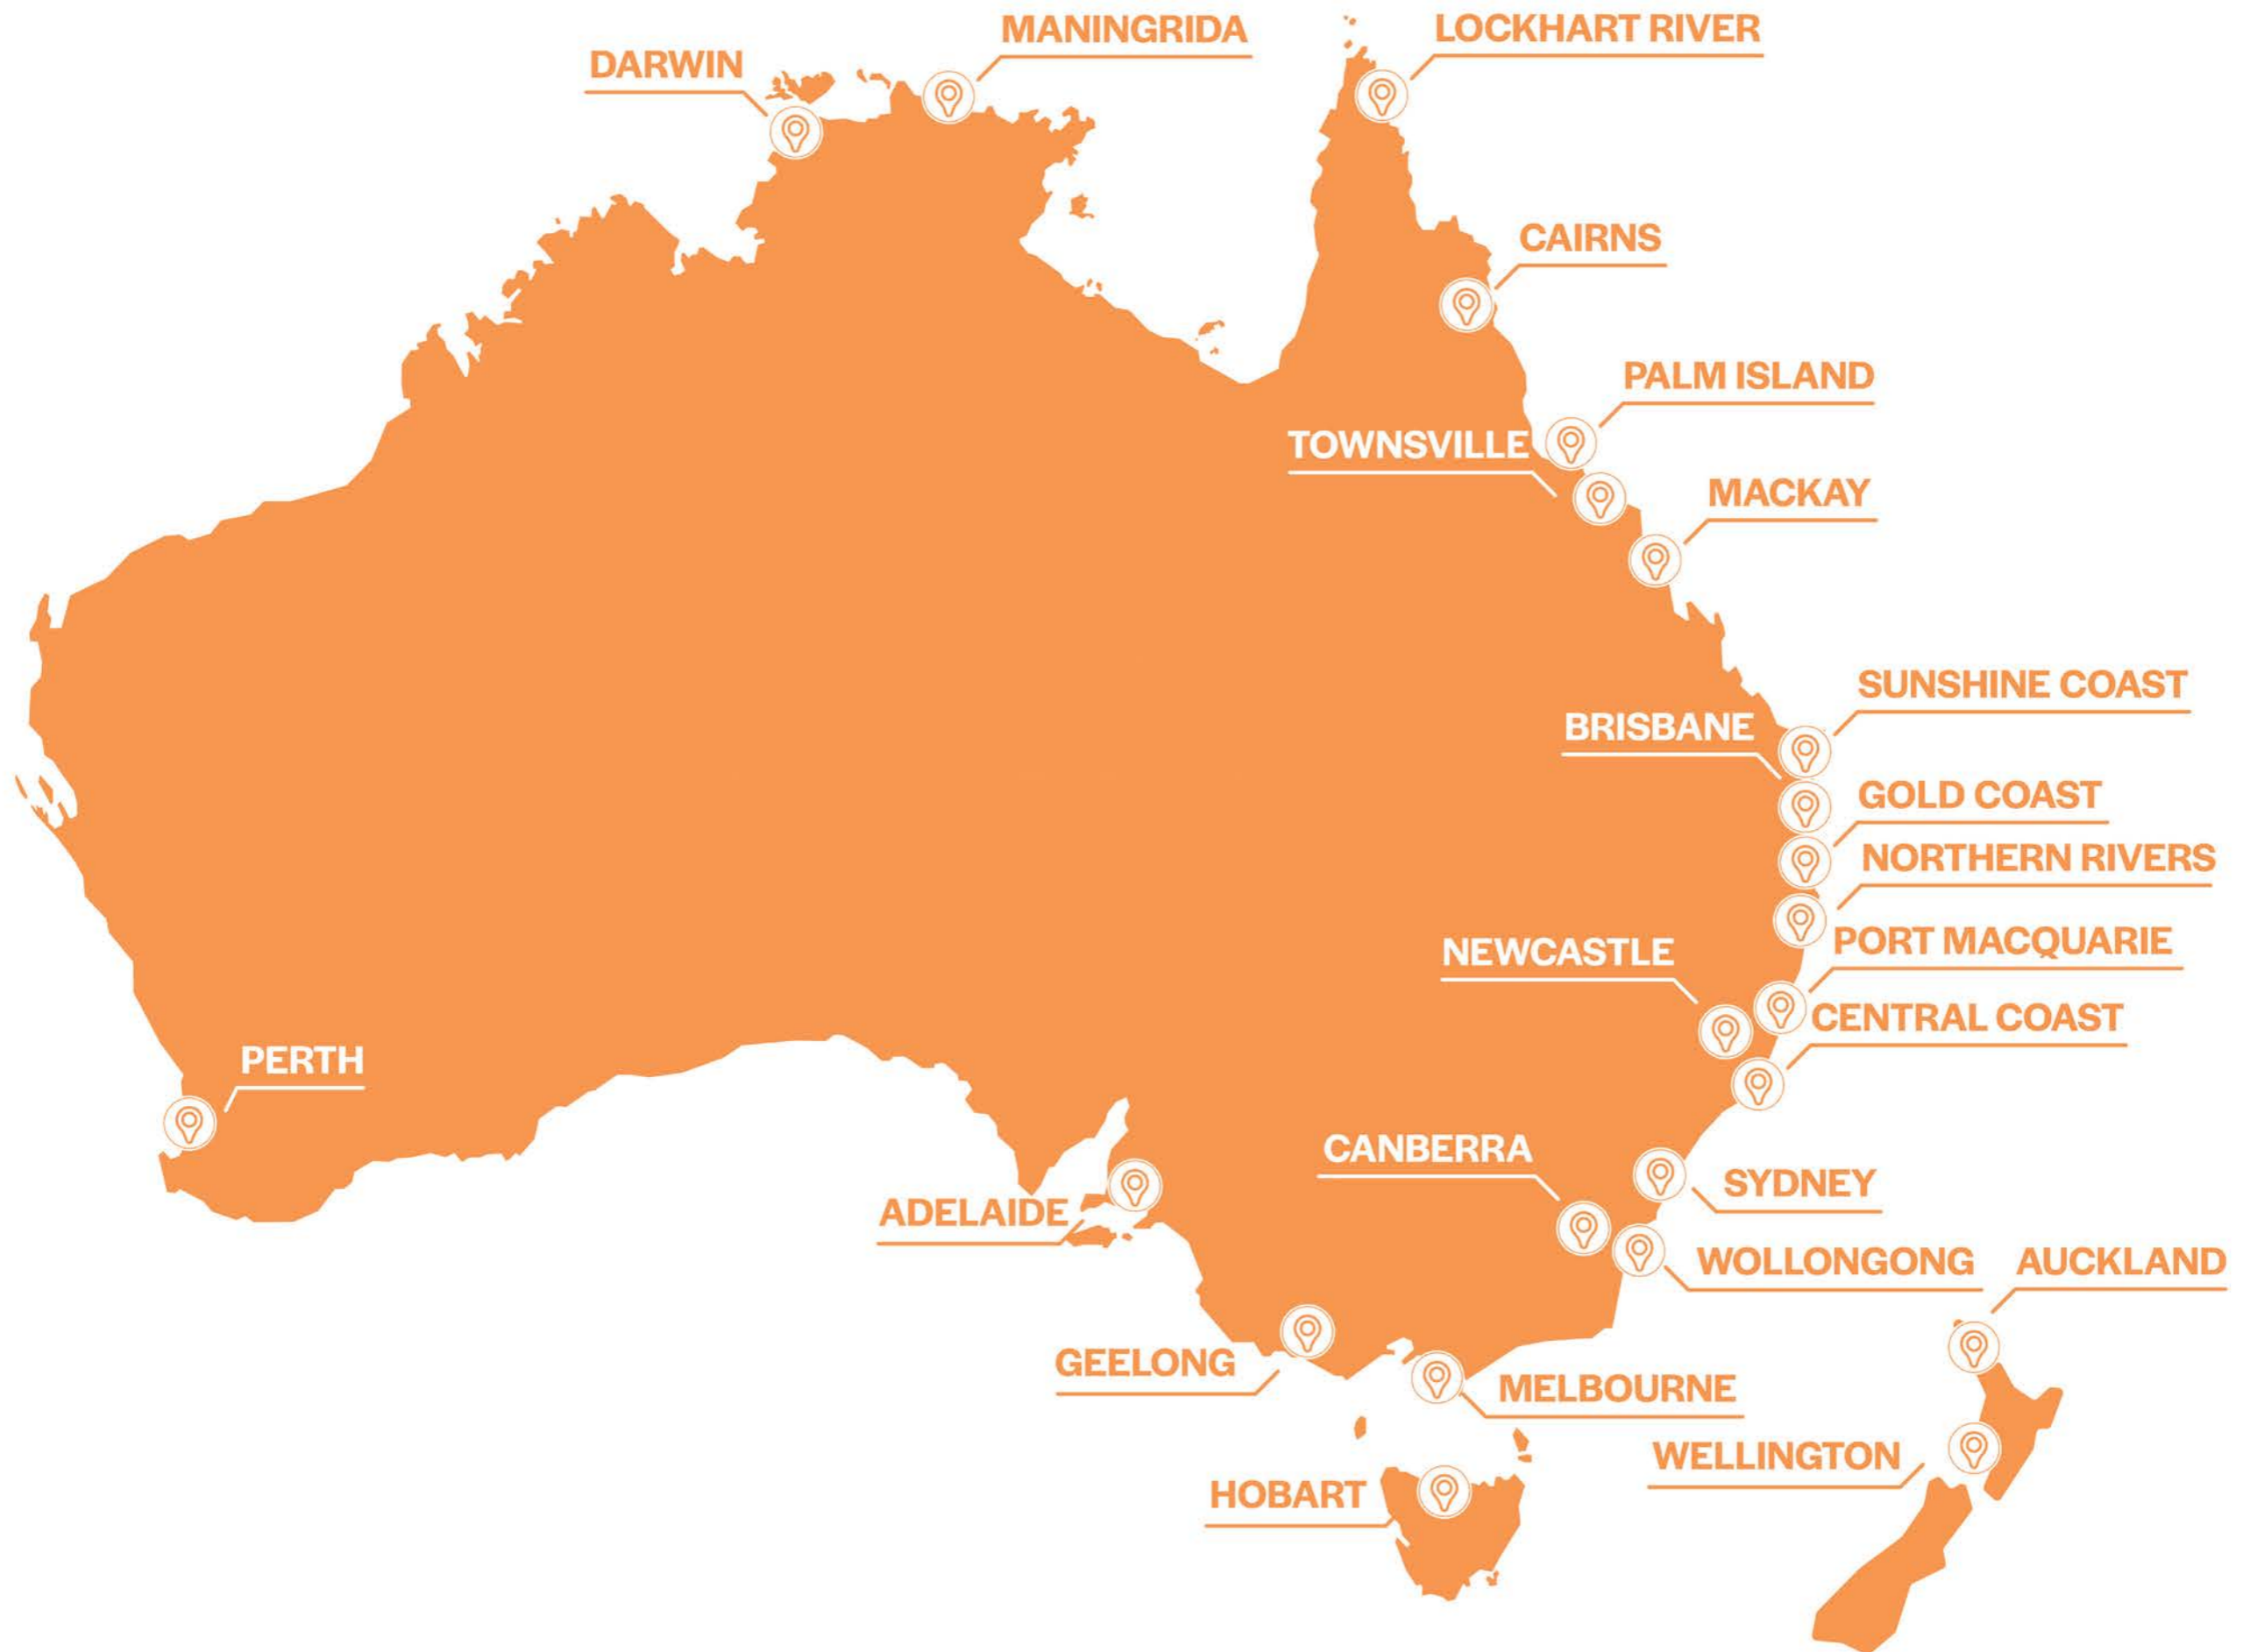 MANINGRIDA
LOCKHART RIVER
DARWIN
CAIRNS
PALM ISLAND
TOWNSVILLE
MACKAY
SUNSHINE COAST
BRISBANE
GOLD COAST
NORTHERN RIVERS
PORT MACQUARIE
NEWCASTLE
CENTRAL COAST
PERTH
CANBERRA
SYDNEY
ADELAIDE
WOLLONGONG
AUCKLAND
GEELONG
MELBOURNE
WELLINGTON
HOBART